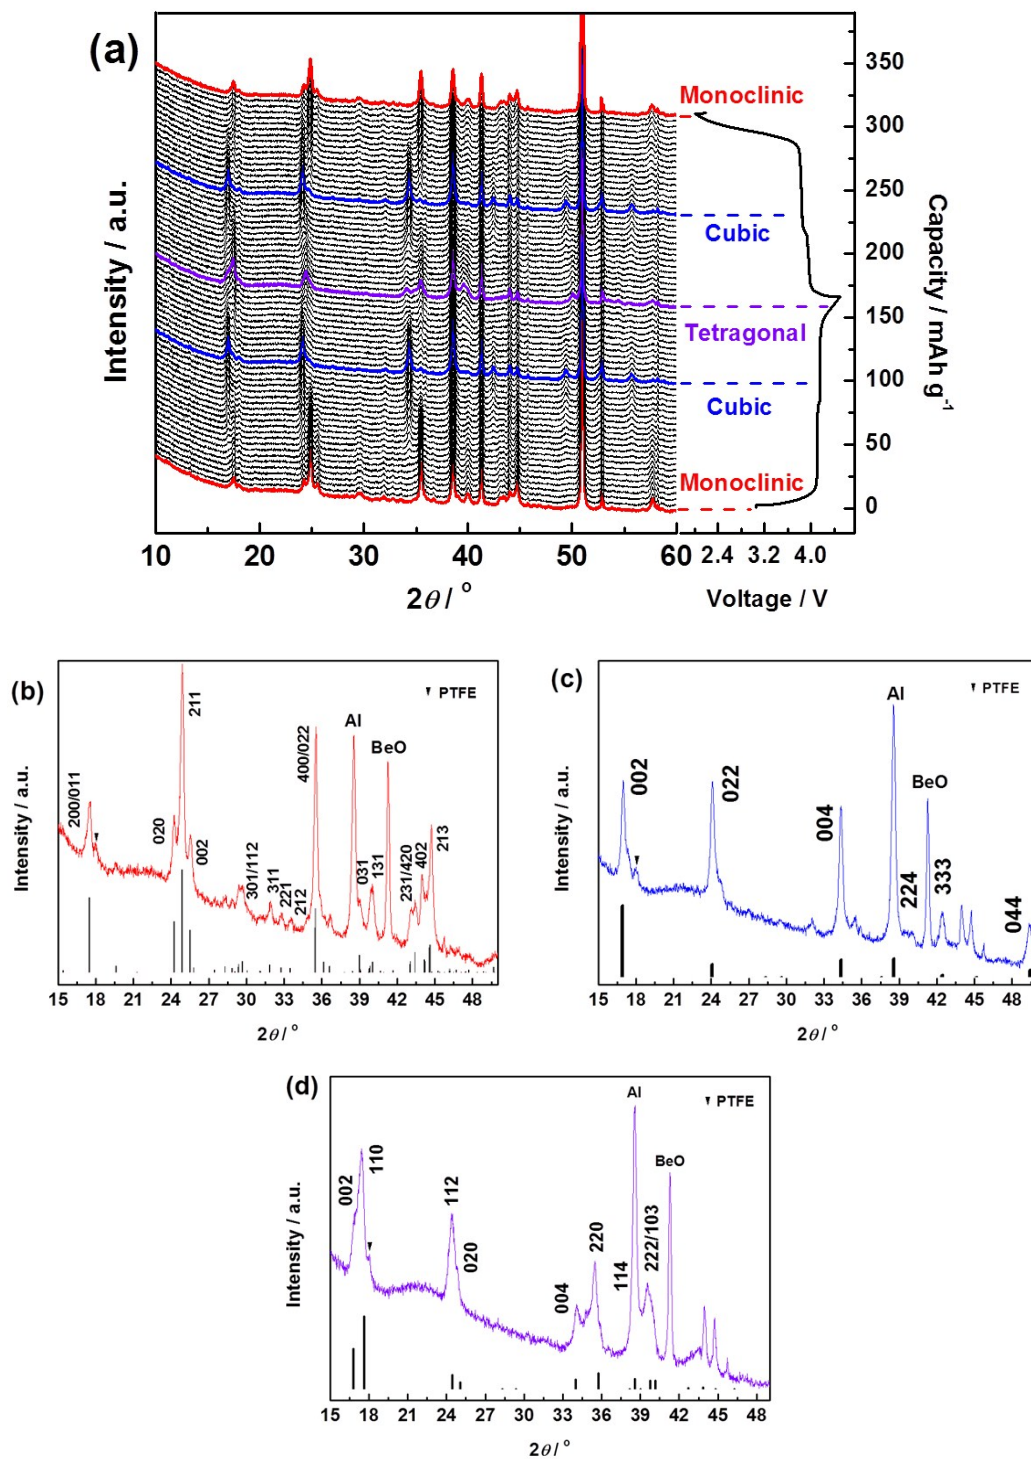 (a)
Intensity / a.u.
Monoclinic
Cubic
Tetragonal
Cubic
Monoclinic
350
300
250
200
150
100
50
0
Capacity / mAh g⁻¹
10 20 30 40 50 60
2.4 3.2 4.0
2θ / °
Voltage / V
(b)
Intensity / a.u.
▼ PTFE
200/011
020
211
002
301/112
311
221
212
400/022
Al
031
131
BeO
231/420
402
213
15 18 21 24 27 30 33 36 39 42 45 48
2θ / °
(c)
Intensity / a.u.
▼ PTFE
002
022
004
Al
224
BeO
333
044
15 18 21 24 27 30 33 36 39 42 45 48
2θ / °
(d)
Intensity / a.u.
▼ PTFE
002
110
112
020
004
220
114
Al
222/103
BeO
15 18 21 24 27 30 33 36 39 42 45 48
2θ / °